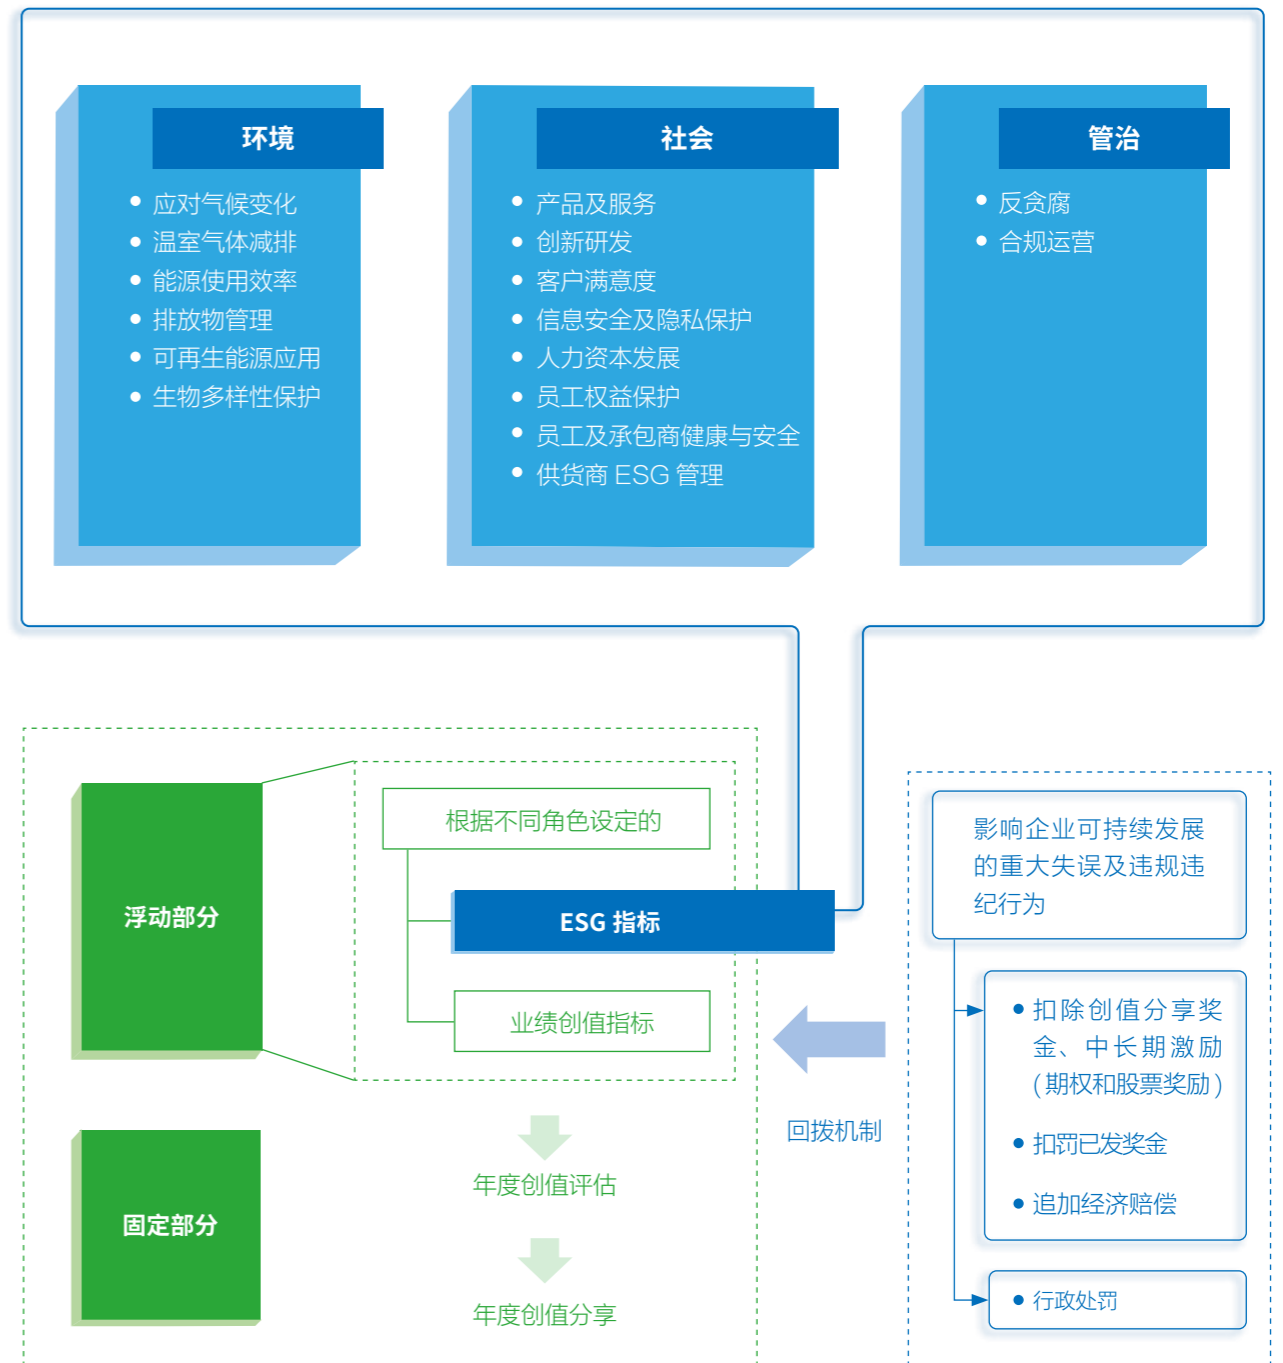 环境
应对气候变化
温室气体减排
能源使用效率
排放物管理
可再生能源应用
生物多样性保护
社会
产品及服务
创新研发
客户满意度
信息安全及隐私保护
人力资本发展
员工权益保护
员工及承包商健康与安全
供货商 ESG 管理
管治
反贪腐
合规运营
浮动部分
根据不同角色设定的
ESG 指标
业绩创值指标
固定部分
年度创值评估
年度创值分享
回拨机制
影响企业可持续发展
的重大失误及违规违
纪行为
扣除创值分享奖
金、中长期激励
(期权和股票奖励)
扣罚已发奖金
追加经济赔偿
行政处罚